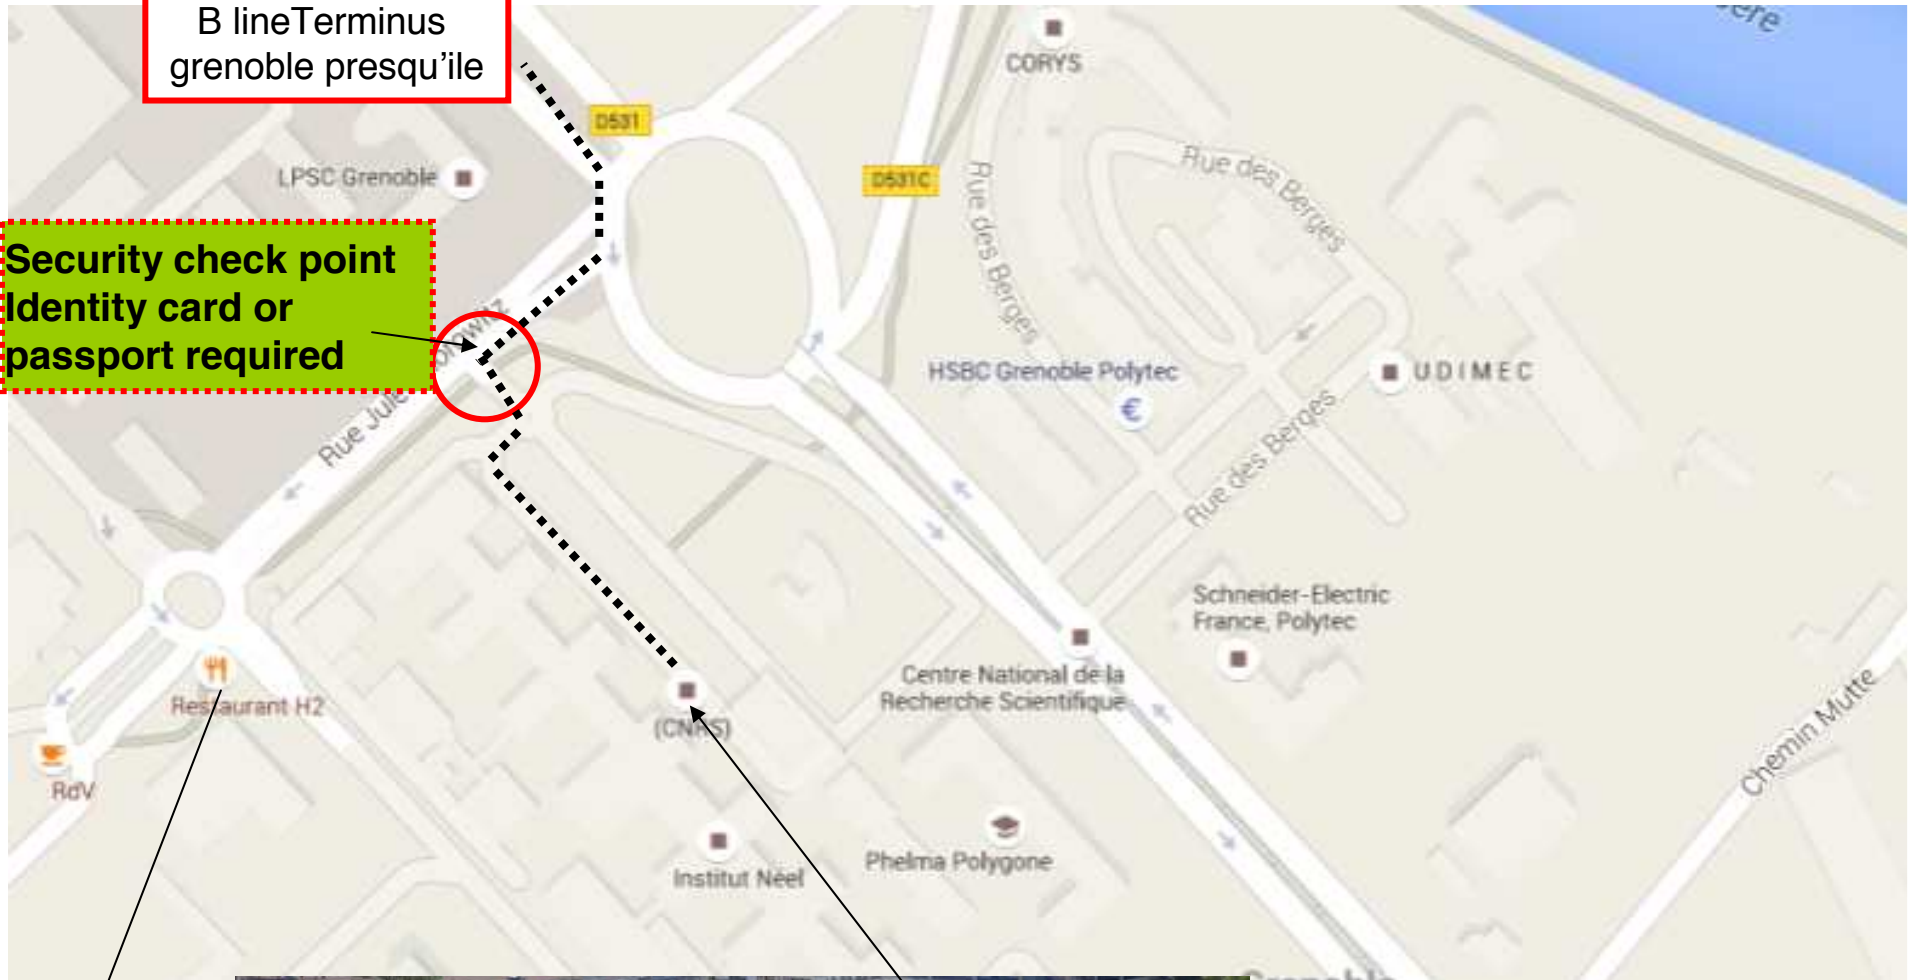 B lineTerminus
grenoble presqu'ile
CORYS
D531
LPSC Grenoble
D531C
Rue des Berges
Rue des Berges
Security check point
Identity card or
passport required
HSBC Grenoble Polytec
€
UDIMEC
Rue des Berges
Schneider-Electric
France, Polytec
Centre National de la
Recherche Scientifique
Restaurant H2
(CNRS)
RdV
Chemin Mutte
Phelma Polygone
Institut Néel